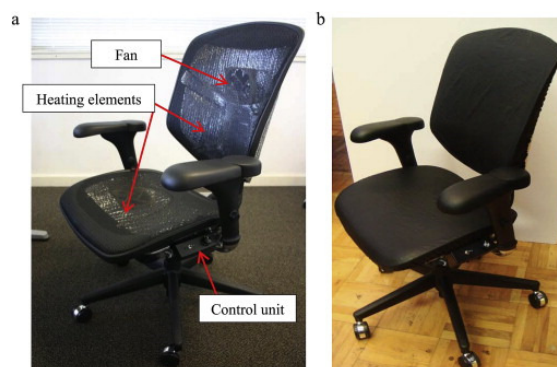 a
b
Fan
Heating elements
Control unit